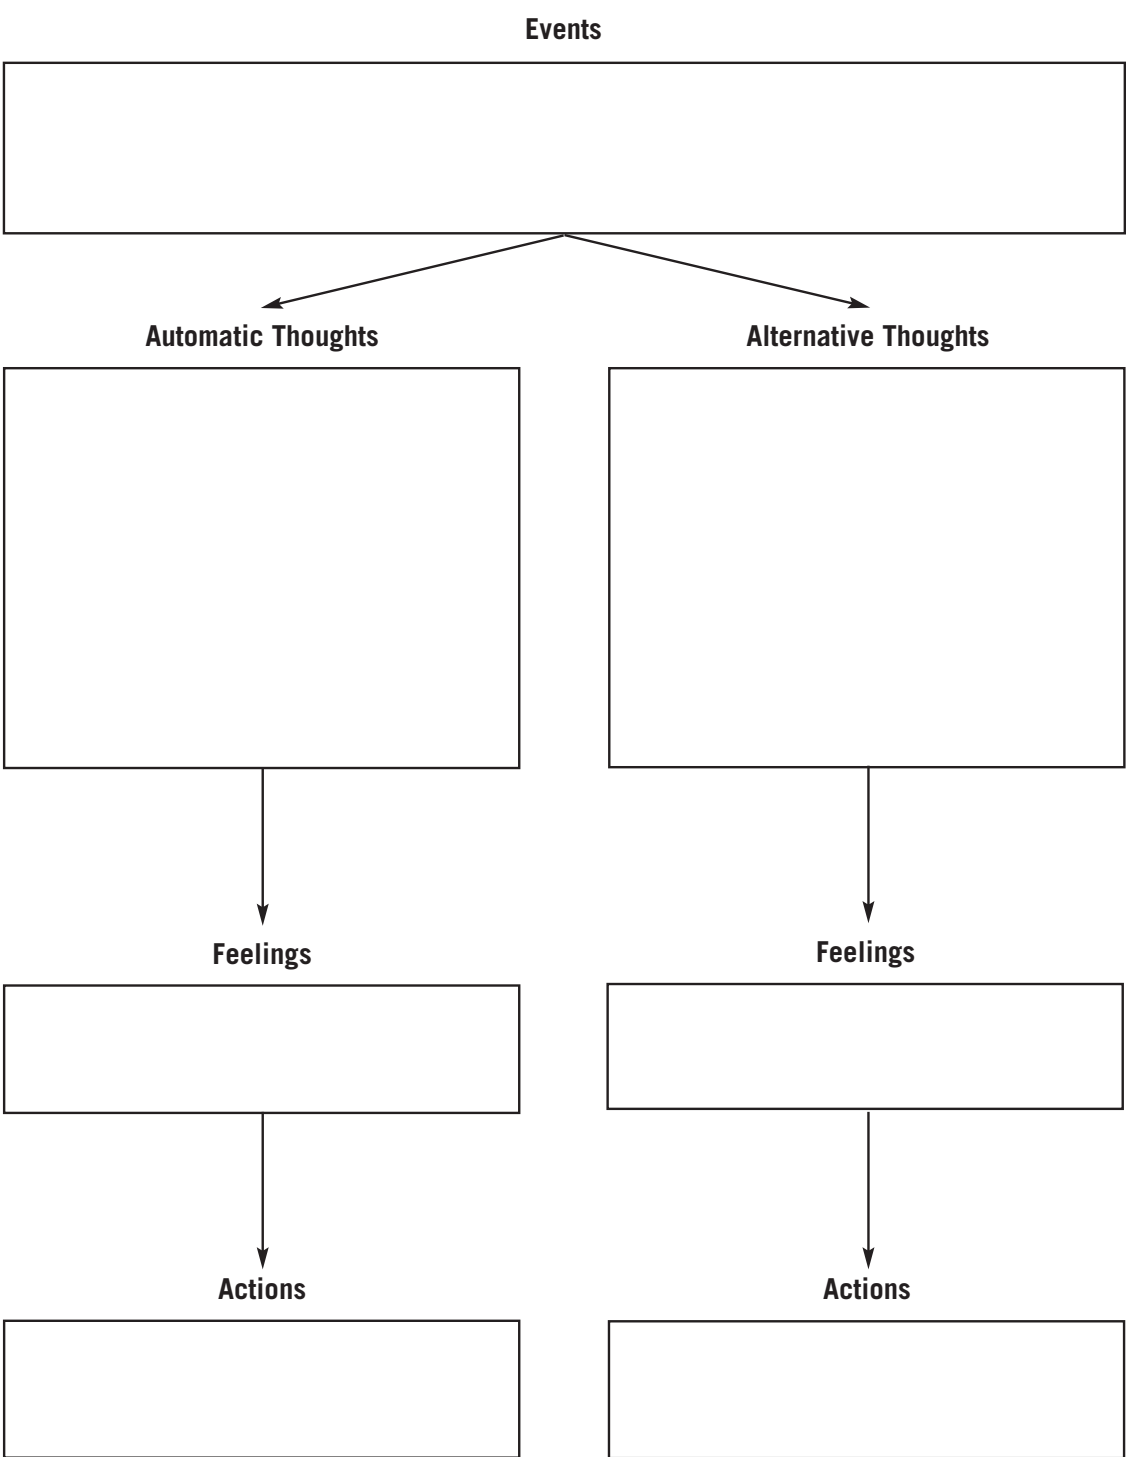 Events
Automatic Thoughts
Alternative Thoughts
Feelings
Feelings
Actions
Actions